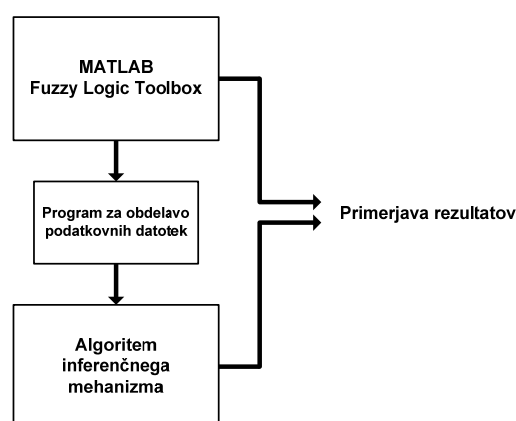 MATLAB
Fuzzy Logic Toolbox
Program za obdelavo
podatkovnih datotek
Primerjava rezultatov
Algoritem
inferenčnega
mehanizma